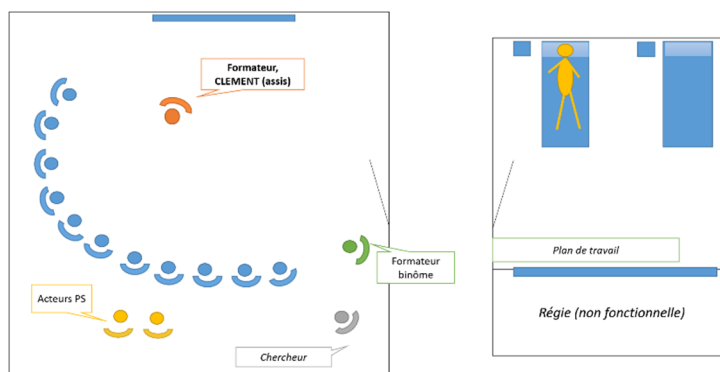 Formateur,
CLEMENT (assis)
Formateur
binôme
Plan de travail
Acteurs PS
Régie (non fonctionnelle)
Chercheur